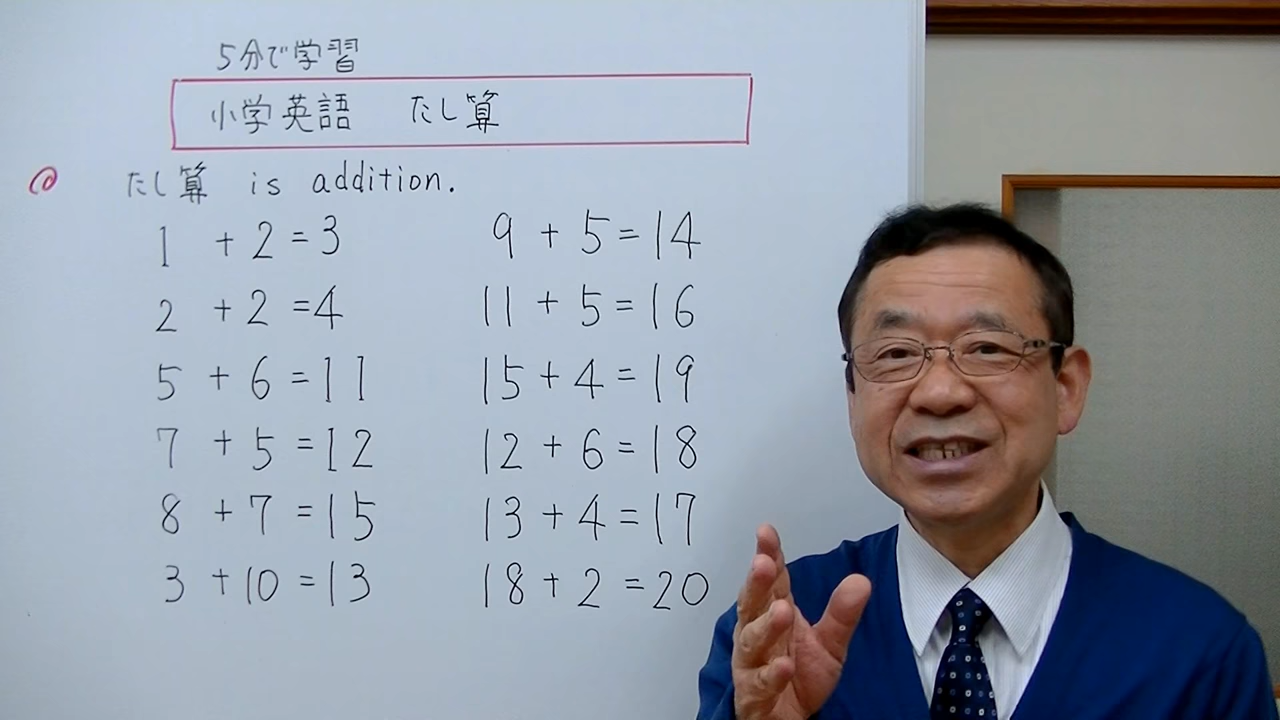 5分で学習
小学英語 たし算
たし算 is addition.
1 + 2 = 3
2 + 2 = 4
5 + 6 = 11
7 + 5 = 12
8 + 7 = 15
3 + 10 = 13
9 + 5 = 14
11 + 5 = 16
15 + 4 = 19
12 + 6 = 18
13 + 4 = 17
18 + 2 = 20